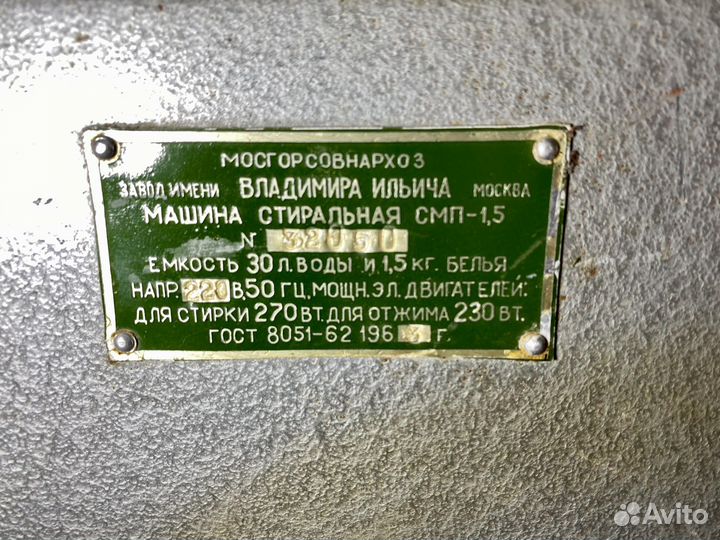 МОСГОРСОВНАРХОЗ
ЗАВОД ИМЕНИ ВЛАДИМИРА ИЛЬИЧА МОСКВА
МАШИНА СТИРАЛЬНАЯ СМП-1,5
N
ЕМКОСТЬ 30 Л. ВОДЫ И 1,5 КГ. БЕЛЬЯ
НАПР. 220 В, 50 ГЦ, МОЩН. ЭЛ. ДВИГАТЕЛЕЙ:
ДЛЯ СТИРКИ 270 ВТ. ДЛЯ ОТЖИМА 230 ВТ.
ГОСТ 8051-62 1963 Г.
Avito